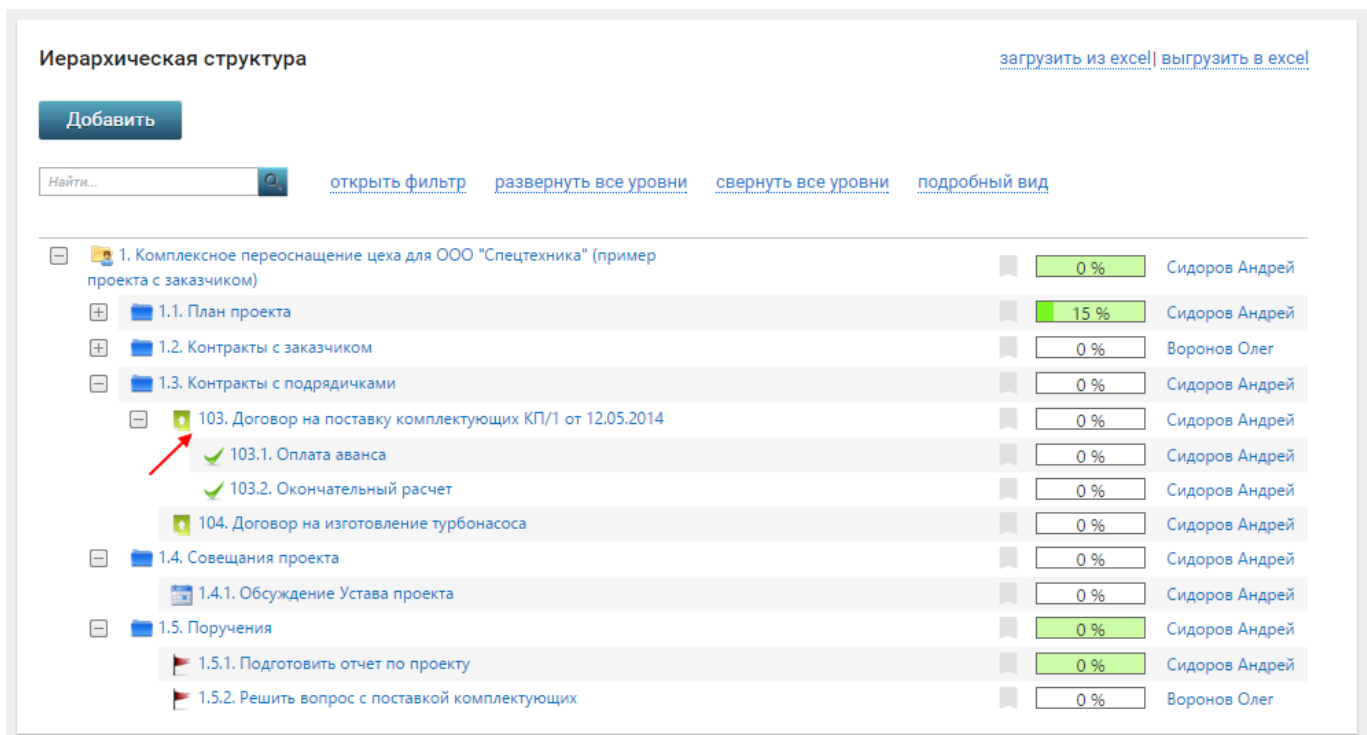 Иерархическая структура загрузить из excel| выгрузить в excel
Добавить
Найти... открыть фильтр развернуть все уровни свернуть все уровни подробный вид
1. Комплексное переоснащение цеха для ООО "Спецтехника" (пример
проекта с заказчиком) 0 % Сидоров Андрей
1.1. План проекта 15 % Сидоров Андрей
1.2. Контракты с заказчиком 0 % Воронов Олег
1.3. Контракты с подрядичками 0 % Сидоров Андрей
103. Договор на поставку комплектующих КП/1 от 12.05.2014 0 % Сидоров Андрей
103.1. Оплата аванса 0 % Сидоров Андрей
103.2. Окончательный расчет 0 % Сидоров Андрей
104. Договор на изготовление турбонасоса 0 % Сидоров Андрей
1.4. Совещания проекта 0 % Сидоров Андрей
1.4.1. Обсуждение Устава проекта 0 % Сидоров Андрей
1.5. Поручения 0 % Сидоров Андрей
1.5.1. Подготовить отчет по проекту 0 % Сидоров Андрей
1.5.2. Решить вопрос с поставкой комплектующих 0 % Воронов Олег